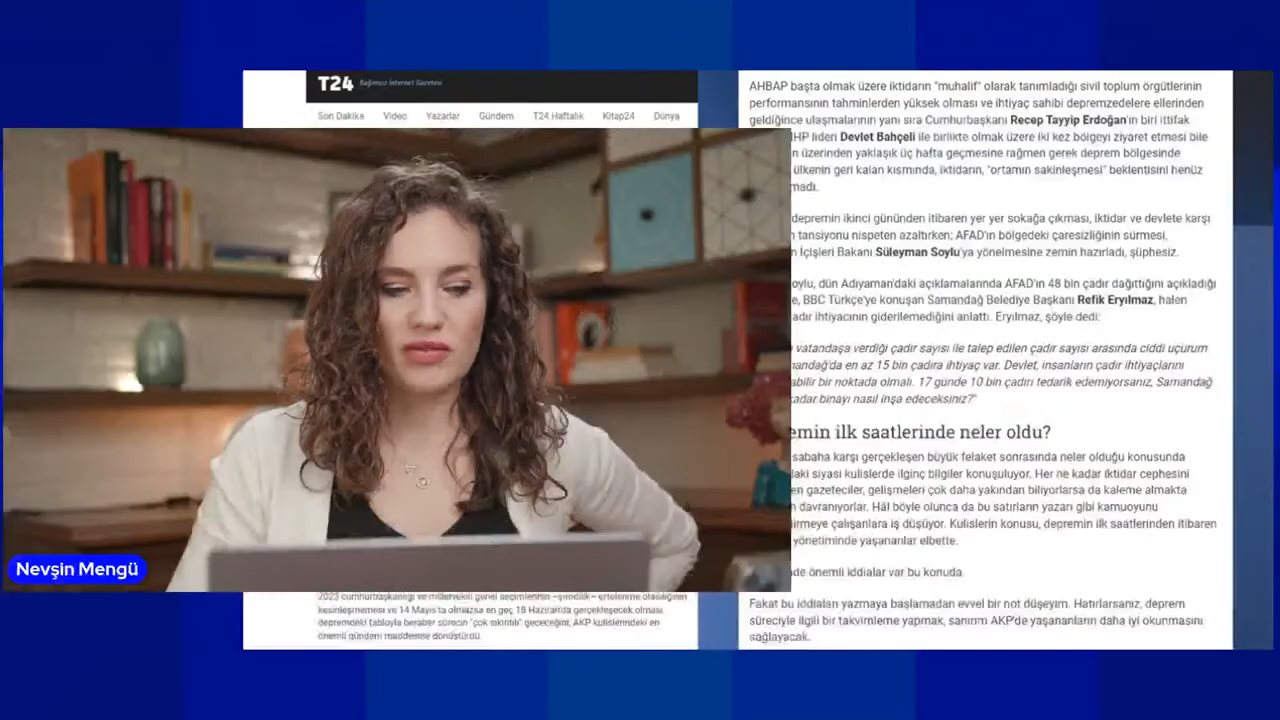 T24 Bağımsız İnternet Gazetesi
Son Dakika Video Yazarlar Gündem T24 Haftalık Kitap24 Dünya
Nevşin Mengü
2023 cumhurbaşkanlığı ve milletvekili genel seçimlerinin –şimdilik– ertelenme olasılığının
kesinleşmemesi ve 14 Mayıs'ta olmazsa en geç 18 Haziran'da gerçekleşecek olması,
depremdeki tabloyla beraber sürecin "çok sıkıntılı" geçeceğini, AKP kulislerindeki en
önemli gündem maddesine dönüştürdü.
AHBAP başta olmak üzere iktidarın "muhalif" olarak tanımladığı sivil toplum örgütlerinin
performansının tahminlerden yüksek olması ve ihtiyaç sahibi depremzedelere ellerinden
geldiğince ulaşmalarının yanı sıra Cumhurbaşkanı Recep Tayyip Erdoğan'ın biri ittifak
HP lideri Devlet Bahçeli ile birlikte olmak üzere iki kez bölgeyi ziyaret etmesi bile
n üzerinden yaklaşık üç hafta geçmesine rağmen gerek deprem bölgesinde
ülkenin geri kalan kısmında, iktidarın, "ortamın sakinleşmesi" beklentisini henüz
madı.
depremin ikinci gününden itibaren yer yer sokağa çıkması, iktidar ve devlete karşı
n tansiyonu nispeten azaltırken; AFAD'ın bölgedeki çaresizliğinin sürmesi,
n İçişleri Bakanı Süleyman Soylu'ya yönelmesine zemin hazırladı, şüphesiz.
oylu, dün Adıyaman'daki açıklamalarında AFAD'ın 48 bin çadır dağıttığını açıkladığı
e, BBC Türkçe'ye konuşan Samandağ Belediye Başkanı Refik Eryılmaz, halen
adır ihtiyacının giderilemediğini anlattı. Eryılmaz, şöyle dedi:
vatandaşa verdiği çadır sayısı ile talep edilen çadır sayısı arasında ciddi uçurum
mandağ'da en az 15 bin çadıra ihtiyaç var. Devlet, insanların çadır ihtiyaçlarını
abilir bir noktada olmalı. 17 günde 10 bin çadırı tedarik edemiyorsanız, Samandağ
kadar binayı nasıl inşa edeceksiniz?"
emin ilk saatlerinde neler oldu?
sabaha karşı gerçekleşen büyük felaket sonrasında neler olduğu konusunda
laki siyasi kulislerde ilginç bilgiler konuşuluyor. Her ne kadar iktidar cephesini
en gazeteciler, gelişmeleri çok daha yakından biliyorlarsa da kaleme almakta
n davranıyorlar. Hâl böyle olunca da bu satırların yazarı gibi kamuoyunu
irmeye çalışanlara iş düşüyor. Kulislerin konusu, depremin ilk saatlerinden itibaren
yönetiminde yaşananlar elbette.
de önemli iddialar var bu konuda
Fakat bu iddiaları yazmaya başlamadan evvel bir not düşeyim. Hatırlarsanız, deprem
süreciyle ilgili bir takvimleme yapmak, sanırım AKP'de yaşananların daha iyi okunmasını
sağlayacak.